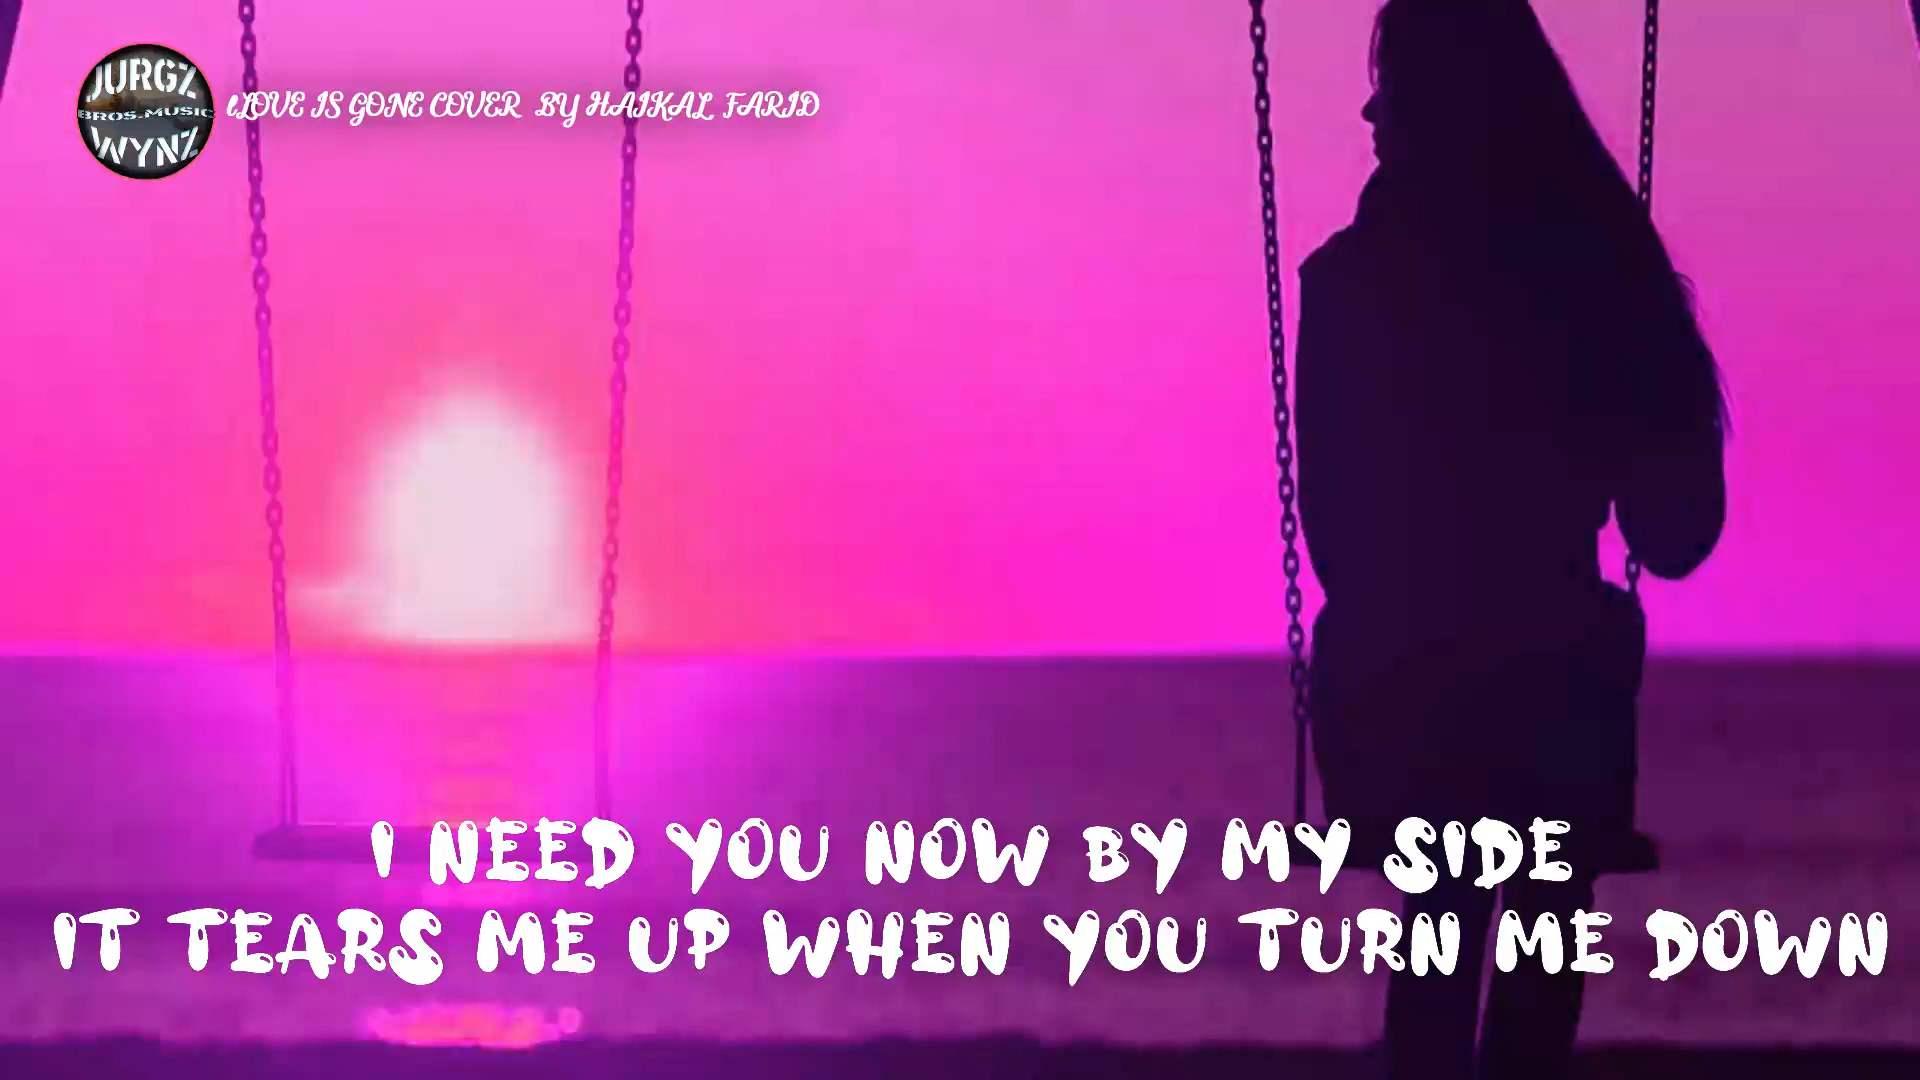 JURGZ
BROS.MUSIC
WYNZ
LOVE IS GONE COVER BY HAIKAL FARID
I NEED YOU NOW BY MY SIDE
IT TEARS ME UP WHEN YOU TURN ME DOWN